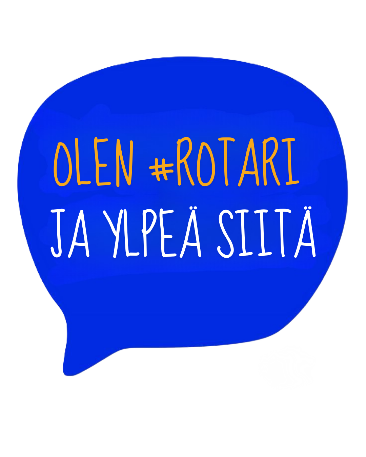 OLEN #ROTARI
JA YLPEÄ SIITÄ